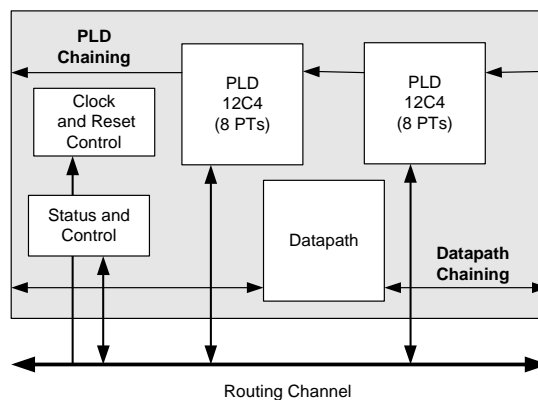 PLD
Chaining
PLD
12C4
(8 PTs)
PLD
12C4
(8 PTs)
Clock
and Reset
Control
Status and
Control
Datapath
Datapath
Chaining
Routing Channel